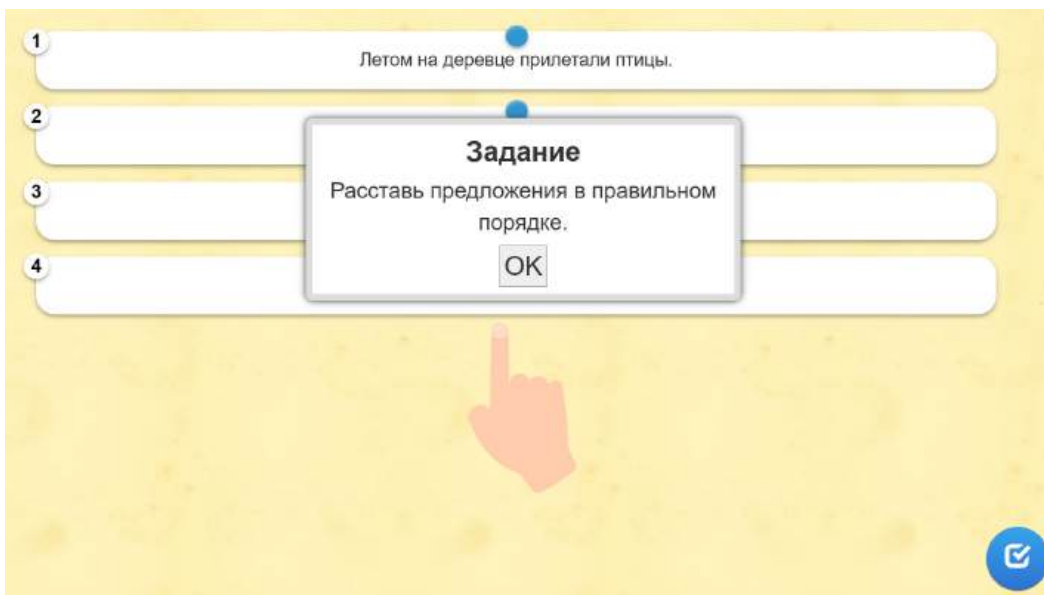 1
Летом на деревце прилетали птицы.
2
Задание
Расставь предложения в правильном
порядке.
3
OK
4